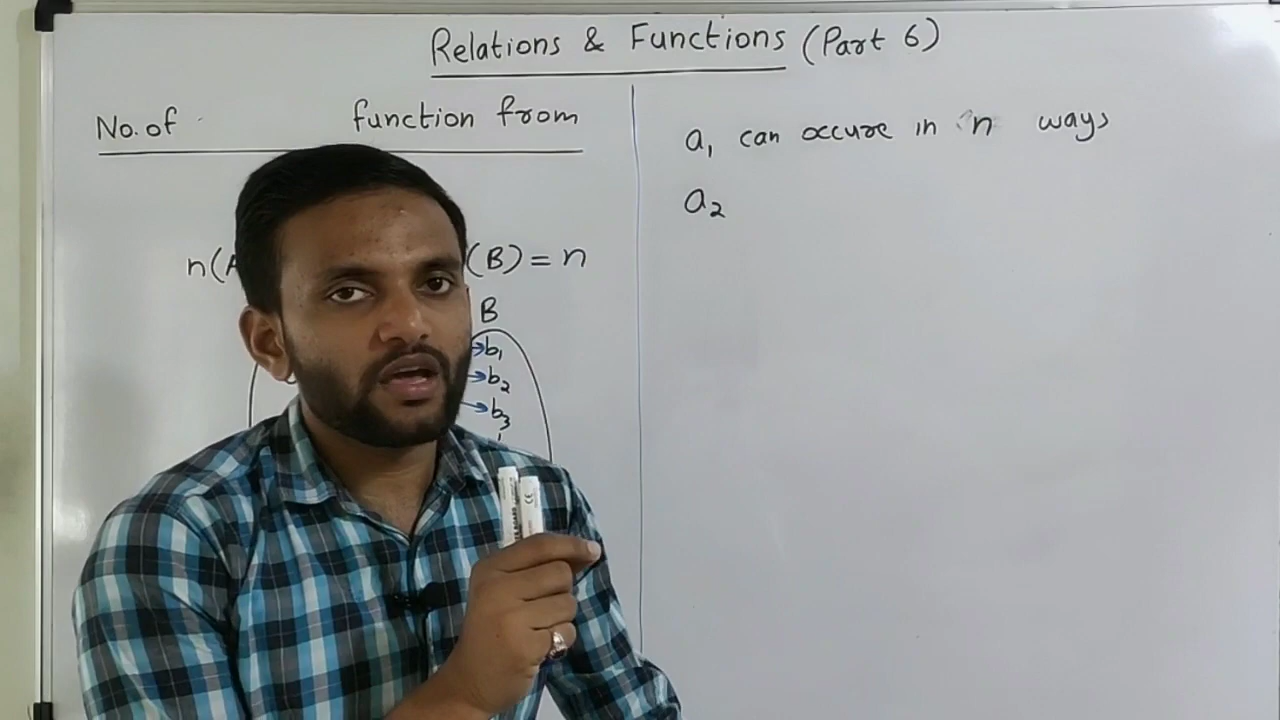 Relations & Functions (Part 6)
No. of function from
n(A (B) = n
B
b1
b2
b3
a1 can occure in n ways
a2